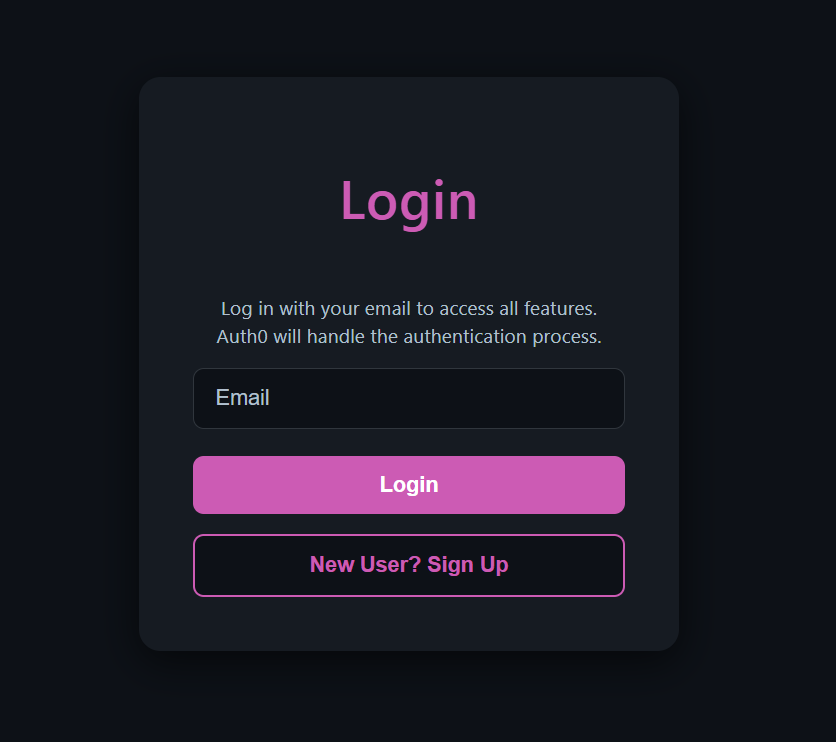 Login
Log in with your email to access all features.
Auth0 will handle the authentication process.
Email
Login
New User? Sign Up